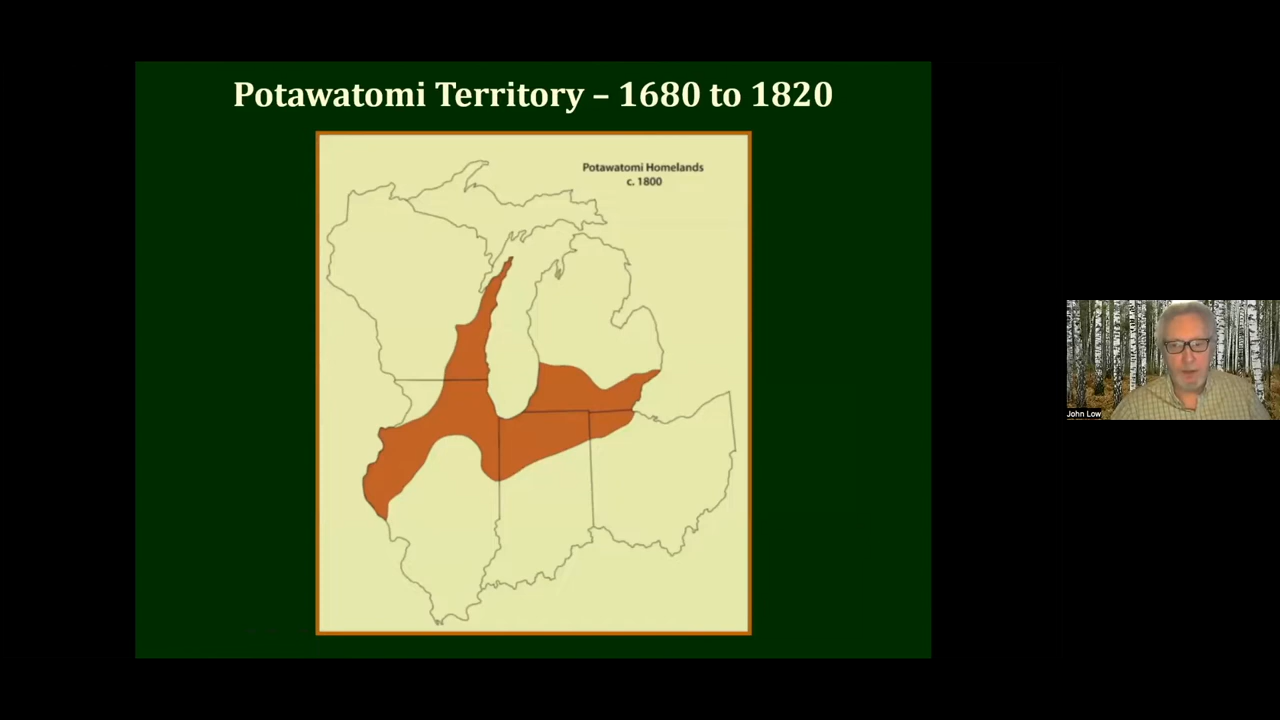 Potawatomi Territory – 1680 to 1820
Potawatomi Homelands
c. 1800
John Low